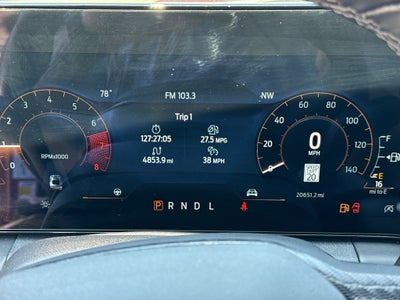 78° FM 103.3 NW
Trip 1
127:27:05 27.5 MPG
4853.9 mi 38 MPH
0 1 2 3 4 5 6 7 8
RPMx1000
0 20 40 60 80 100 120 140
0
MPH
20
F
E
16
mi to E
P R N D L
20651.2 mi